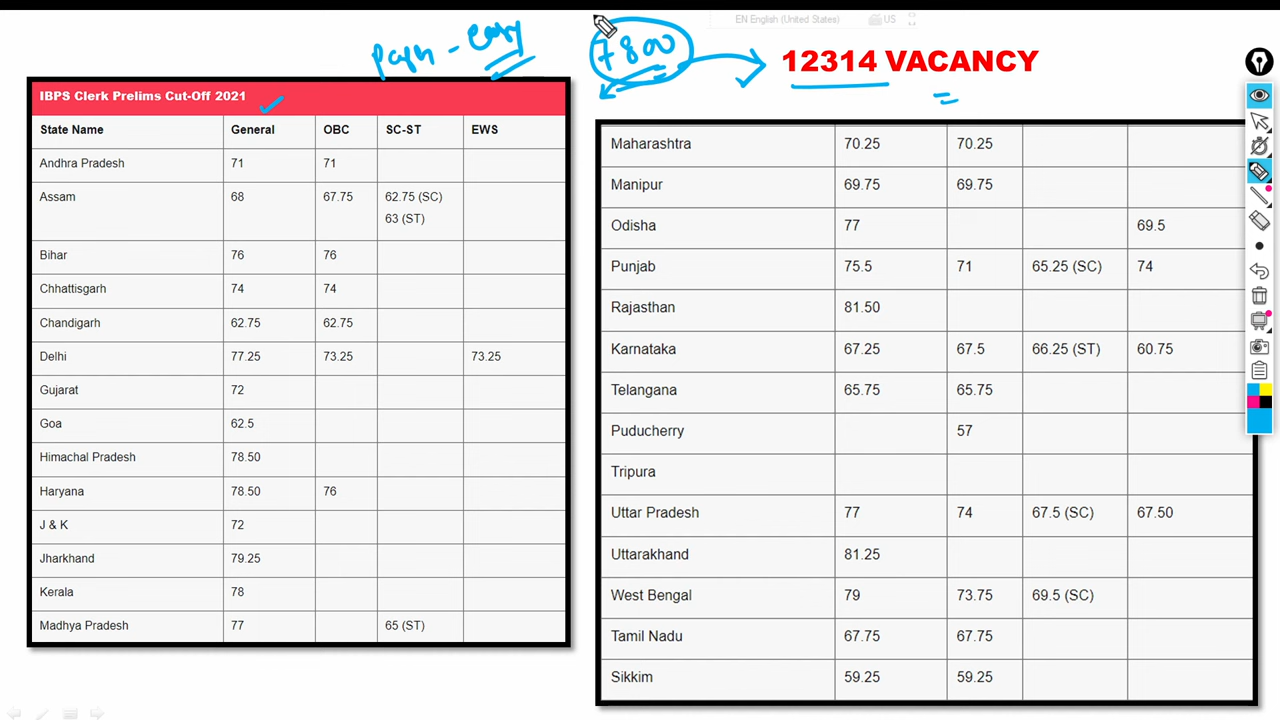 EN English (United States) US
paper - easy
7800
12314 VACANCY
IBPS Clerk Prelims Cut-Off 2021
State Name General OBC SC-ST EWS
Andhra Pradesh 71 71
Assam 68 67.75 62.75 (SC)
63 (ST)
Bihar 76 76
Chhattisgarh 74 74
Chandigarh 62.75 62.75
Delhi 77.25 73.25 73.25
Gujarat 72
Goa 62.5
Himachal Pradesh 78.50
Haryana 78.50 76
J & K 72
Jharkhand 79.25
Kerala 78
Madhya Pradesh 77 65 (ST)
Maharashtra 70.25 70.25
Manipur 69.75 69.75
Odisha 77 69.5
Punjab 75.5 71 65.25 (SC) 74
Rajasthan 81.50
Karnataka 67.25 67.5 66.25 (ST) 60.75
Telangana 65.75 65.75
Puducherry 57
Tripura
Uttar Pradesh 77 74 67.5 (SC) 67.50
Uttarakhand 81.25
West Bengal 79 73.75 69.5 (SC)
Tamil Nadu 67.75 67.75
Sikkim 59.25 59.25